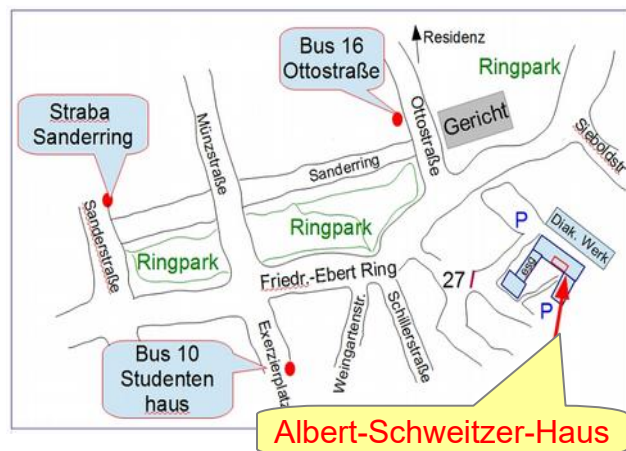 Bus 16
Ottostraße
Residenz
Ringpark
Straba
Sanderring
Münzstraße
Ottostraße
Gericht
Sieboldstr
Sanderring
Sanderstraße
Ringpark
Ringpark
P
Diak. Werk
esg
Friedr.-Ebert Ring
27
P
Bus 10
Studenten
haus
Exerzierplatz
Weingartenstr.
Schillerstraße
Albert-Schweitzer-Haus